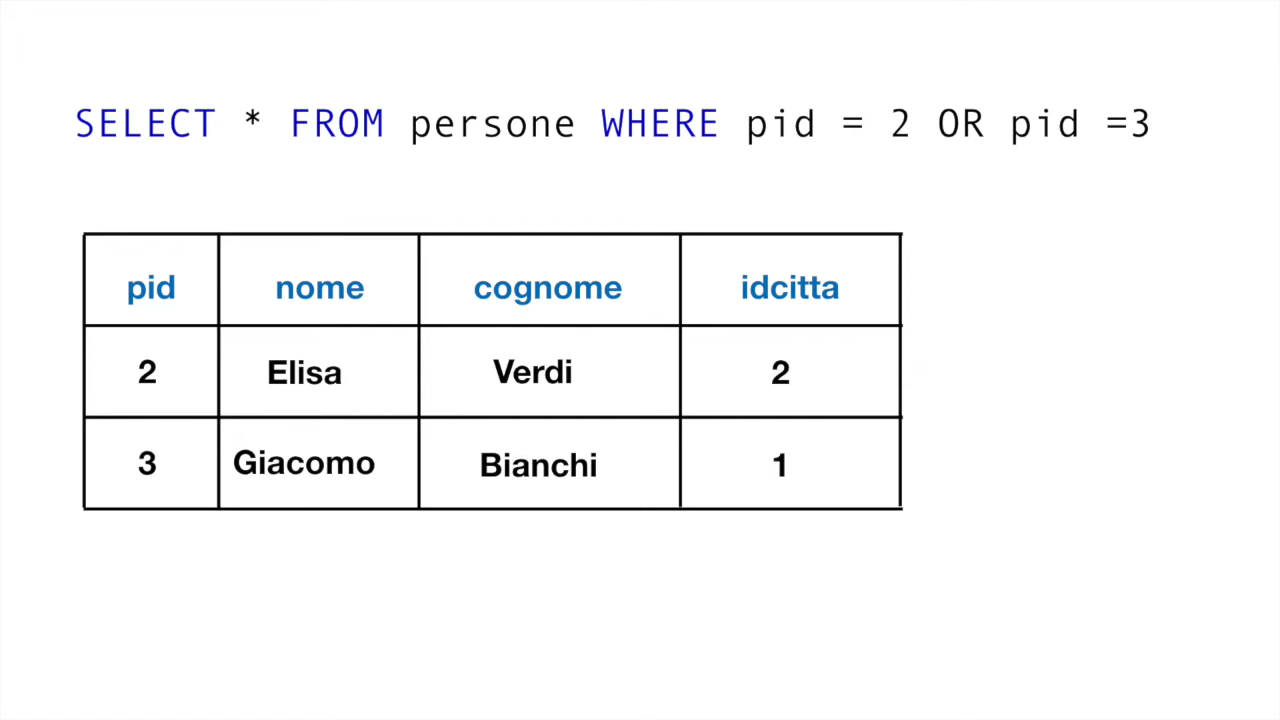 SELECT * FROM persone WHERE pid = 2 OR pid =3
pid nome cognome idcitta
2 Elisa Verdi 2
3 Giacomo Bianchi 1